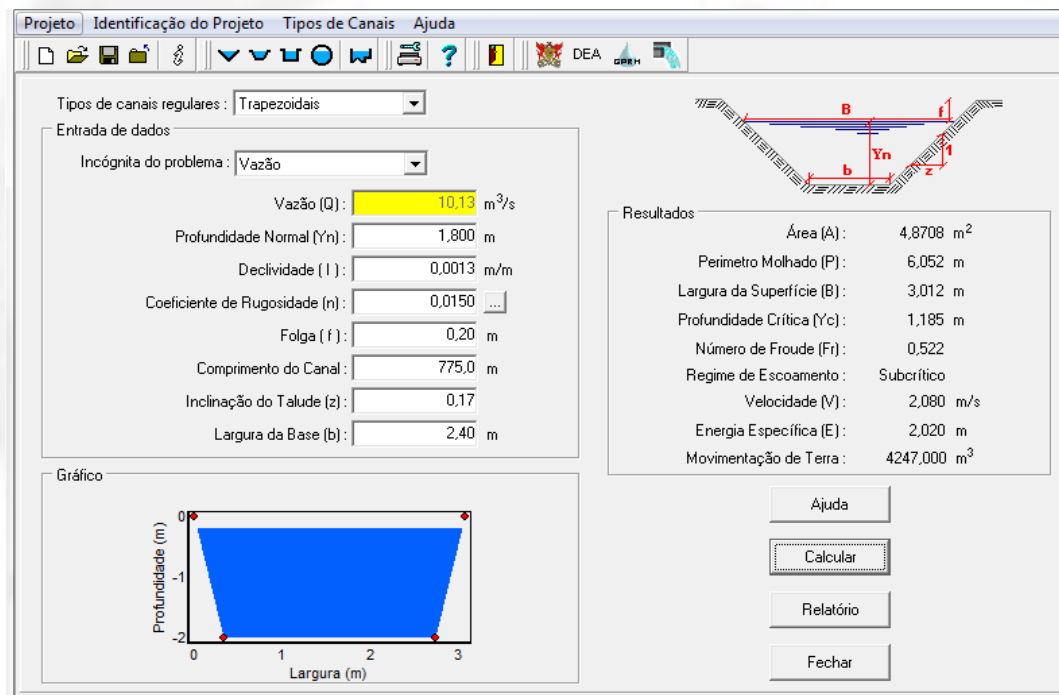 Projeto Identificação do Projeto Tipos de Canais Ajuda
? DEA GPRH
Tipos de canais regulares : Trapezoidais
Entrada de dados
Incógnita do problema : Vazão
Vazão (Q) : 10,13 m³/s
Profundidade Normal (Yn) : 1,800 m
Declividade ( I ) : 0,0013 m/m
Coeficiente de Rugosidade (n) : 0,0150 ...
Folga ( f ) : 0,20 m
Comprimento do Canal : 775,0 m
Inclinação do Talude (z) : 0,17
Largura da Base (b) : 2,40 m
B f
Yn 1
b z
Resultados
Área (A) : 4,8708 m²
Perimetro Molhado (P) : 6,052 m
Largura da Superfície (B) : 3,012 m
Profundidade Crítica (Yc) : 1,185 m
Número de Froude (Fr) : 0,522
Regime de Escoamento : Subcrítico
Velocidade (V) : 2,080 m/s
Energia Específica (E) : 2,020 m
Movimentação de Terra : 4247,000 m³
Gráfico
Profundidade (m)
0
-1
-2
0 1 2 3
Largura (m)
Ajuda
Calcular
Relatório
Fechar